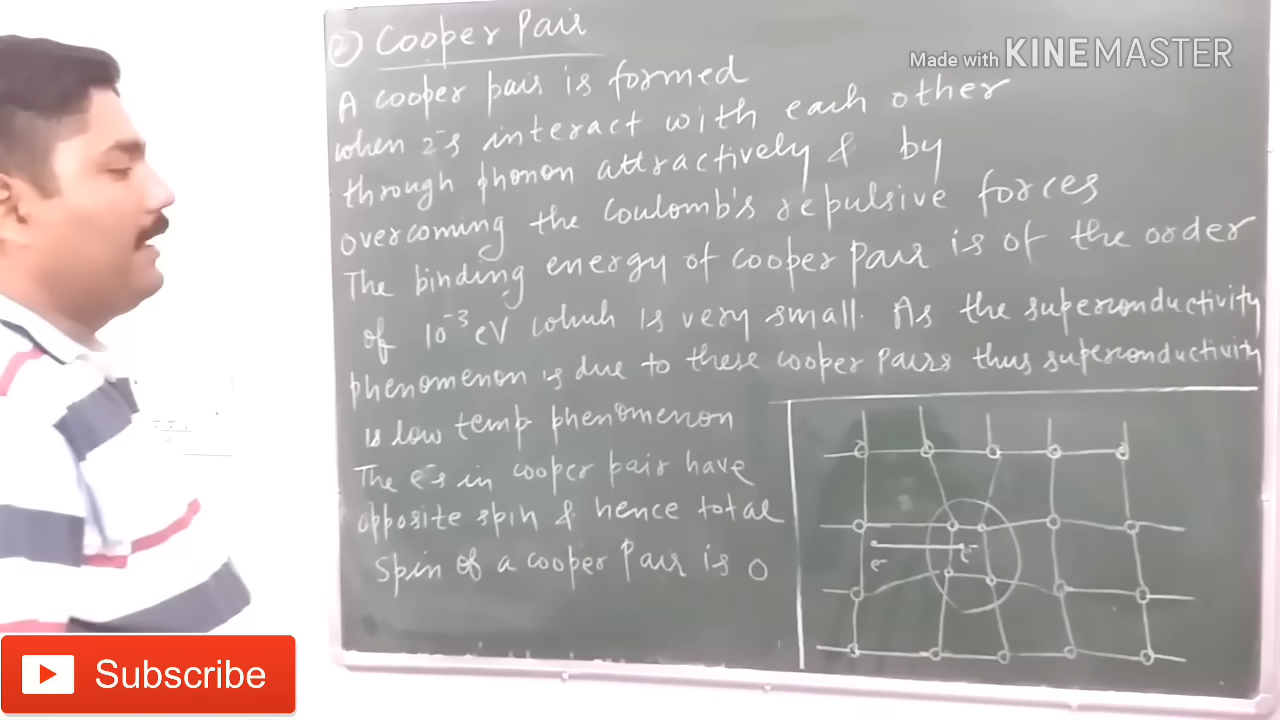 ② Cooper Pair
Made with KINEMASTER
A cooper pair is formed
when 2e⁻s interact with each other
through phonon attractively & by
overcoming the Coulomb's repulsive forces
The binding energy of cooper pair is of the order
of 10⁻³ eV which is very small. As the superconductivity
phenomenon is due to these cooper pairs thus superconductivity
is low temp phenomenon
The e⁻s in cooper pair have
opposite spin & hence total
spin of a cooper pair is 0
e⁻
e⁻
Subscribe